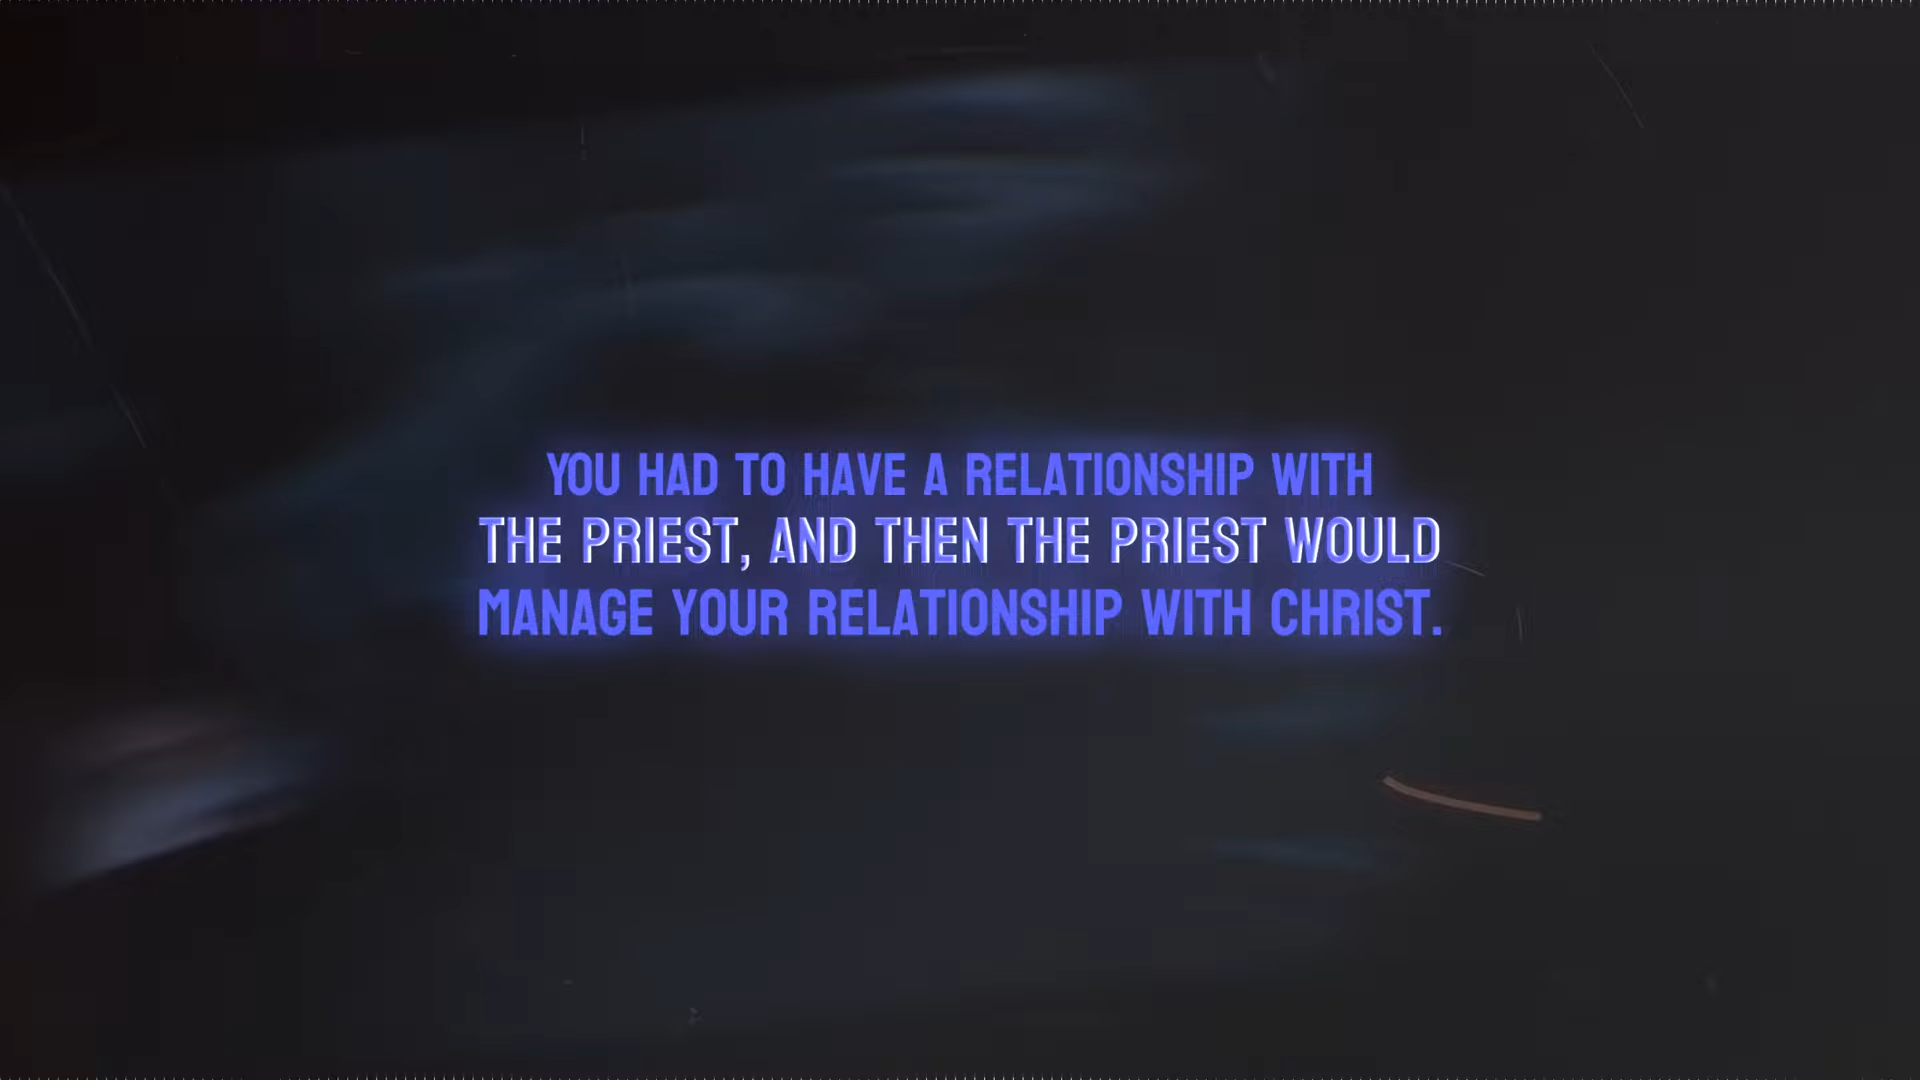 YOU HAD TO HAVE A RELATIONSHIP WITH
THE PRIEST, AND THEN THE PRIEST WOULD
MANAGE YOUR RELATIONSHIP WITH CHRIST.